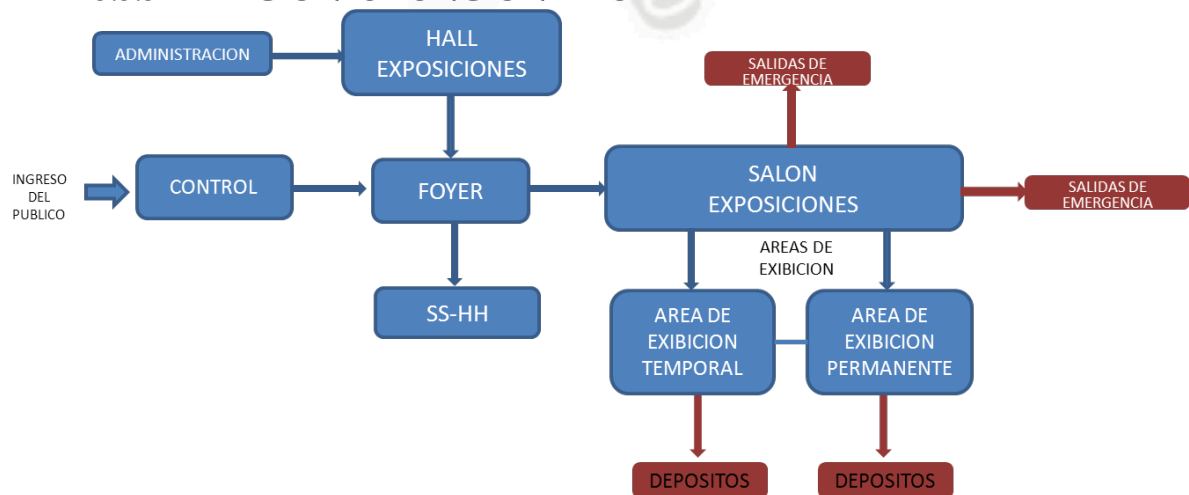 ADMINISTRACION
HALL
EXPOSICIONES
SALIDAS DE
EMERGENCIA
INGRESO
DEL
PUBLICO
CONTROL
FOYER
SALON
EXPOSICIONES
SALIDAS DE
EMERGENCIA
AREAS DE
EXIBICION
SS-HH
AREA DE
EXIBICION
TEMPORAL
AREA DE
EXIBICION
PERMANENTE
DEPOSITOS
DEPOSITOS